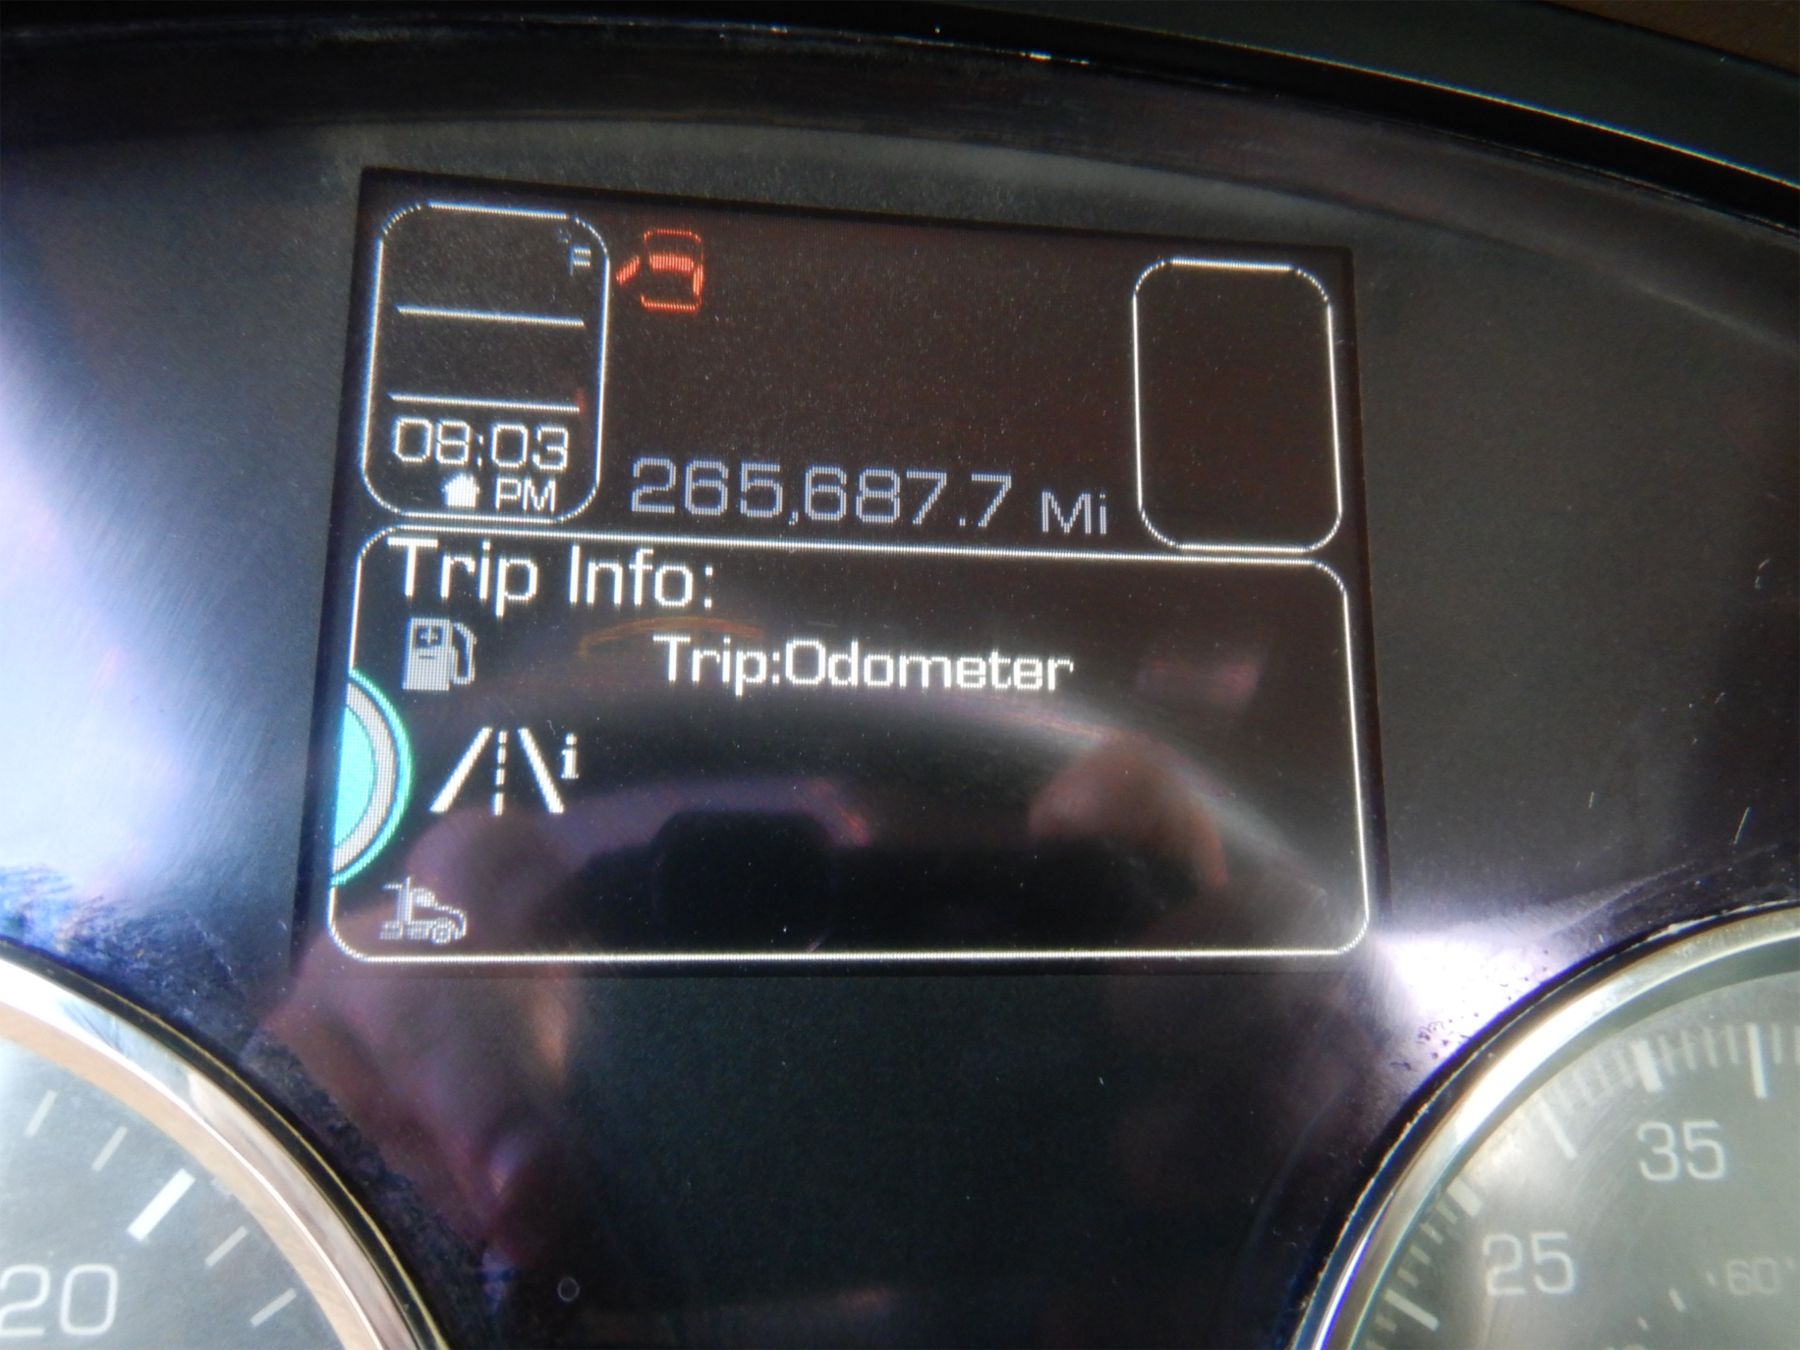 °F
08:03
PM
265,687.7 Mi
Trip Info:
Trip:Odometer
i
20
35
25
60